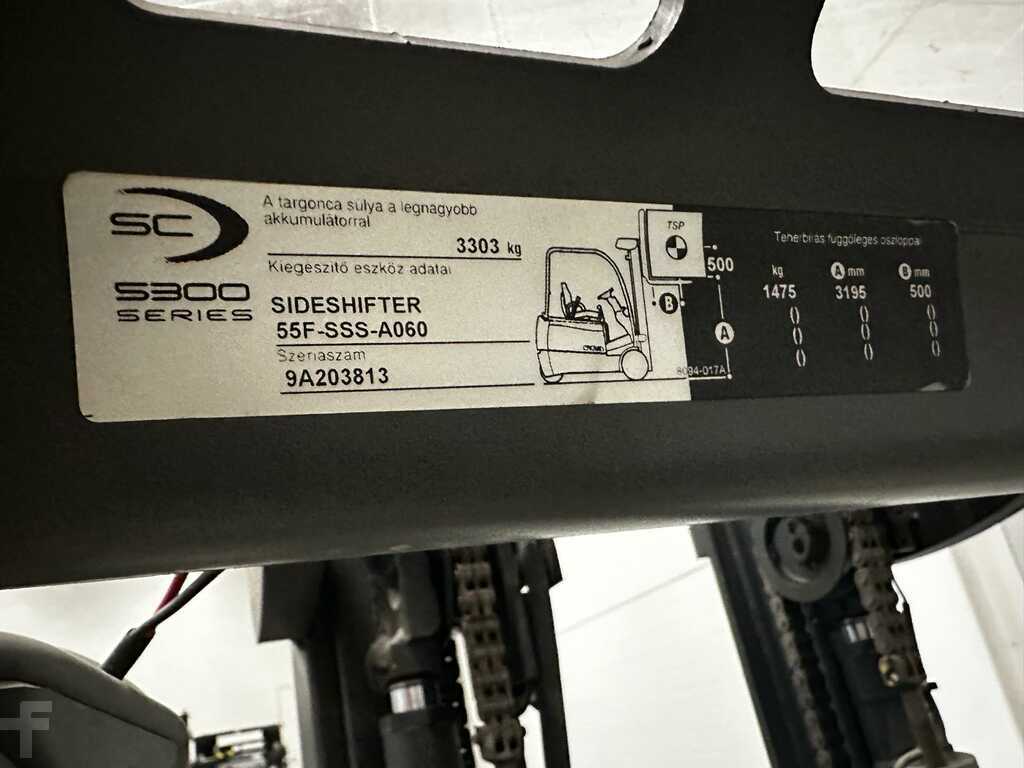 SC
5300
SERIES
A targonca súlya a legnagyobb
akkumulátorral
3303 kg
Kiegészítő eszköz adatai
SIDESHIFTER
55F-SSS-A060
Szériaszám
9A203813
CROWN
TSP
500
B
A
8094-017A
Teherbírás függőleges oszloppal
kg A mm B mm
1475 3195 500
() () ()
() () ()
() () ()
F